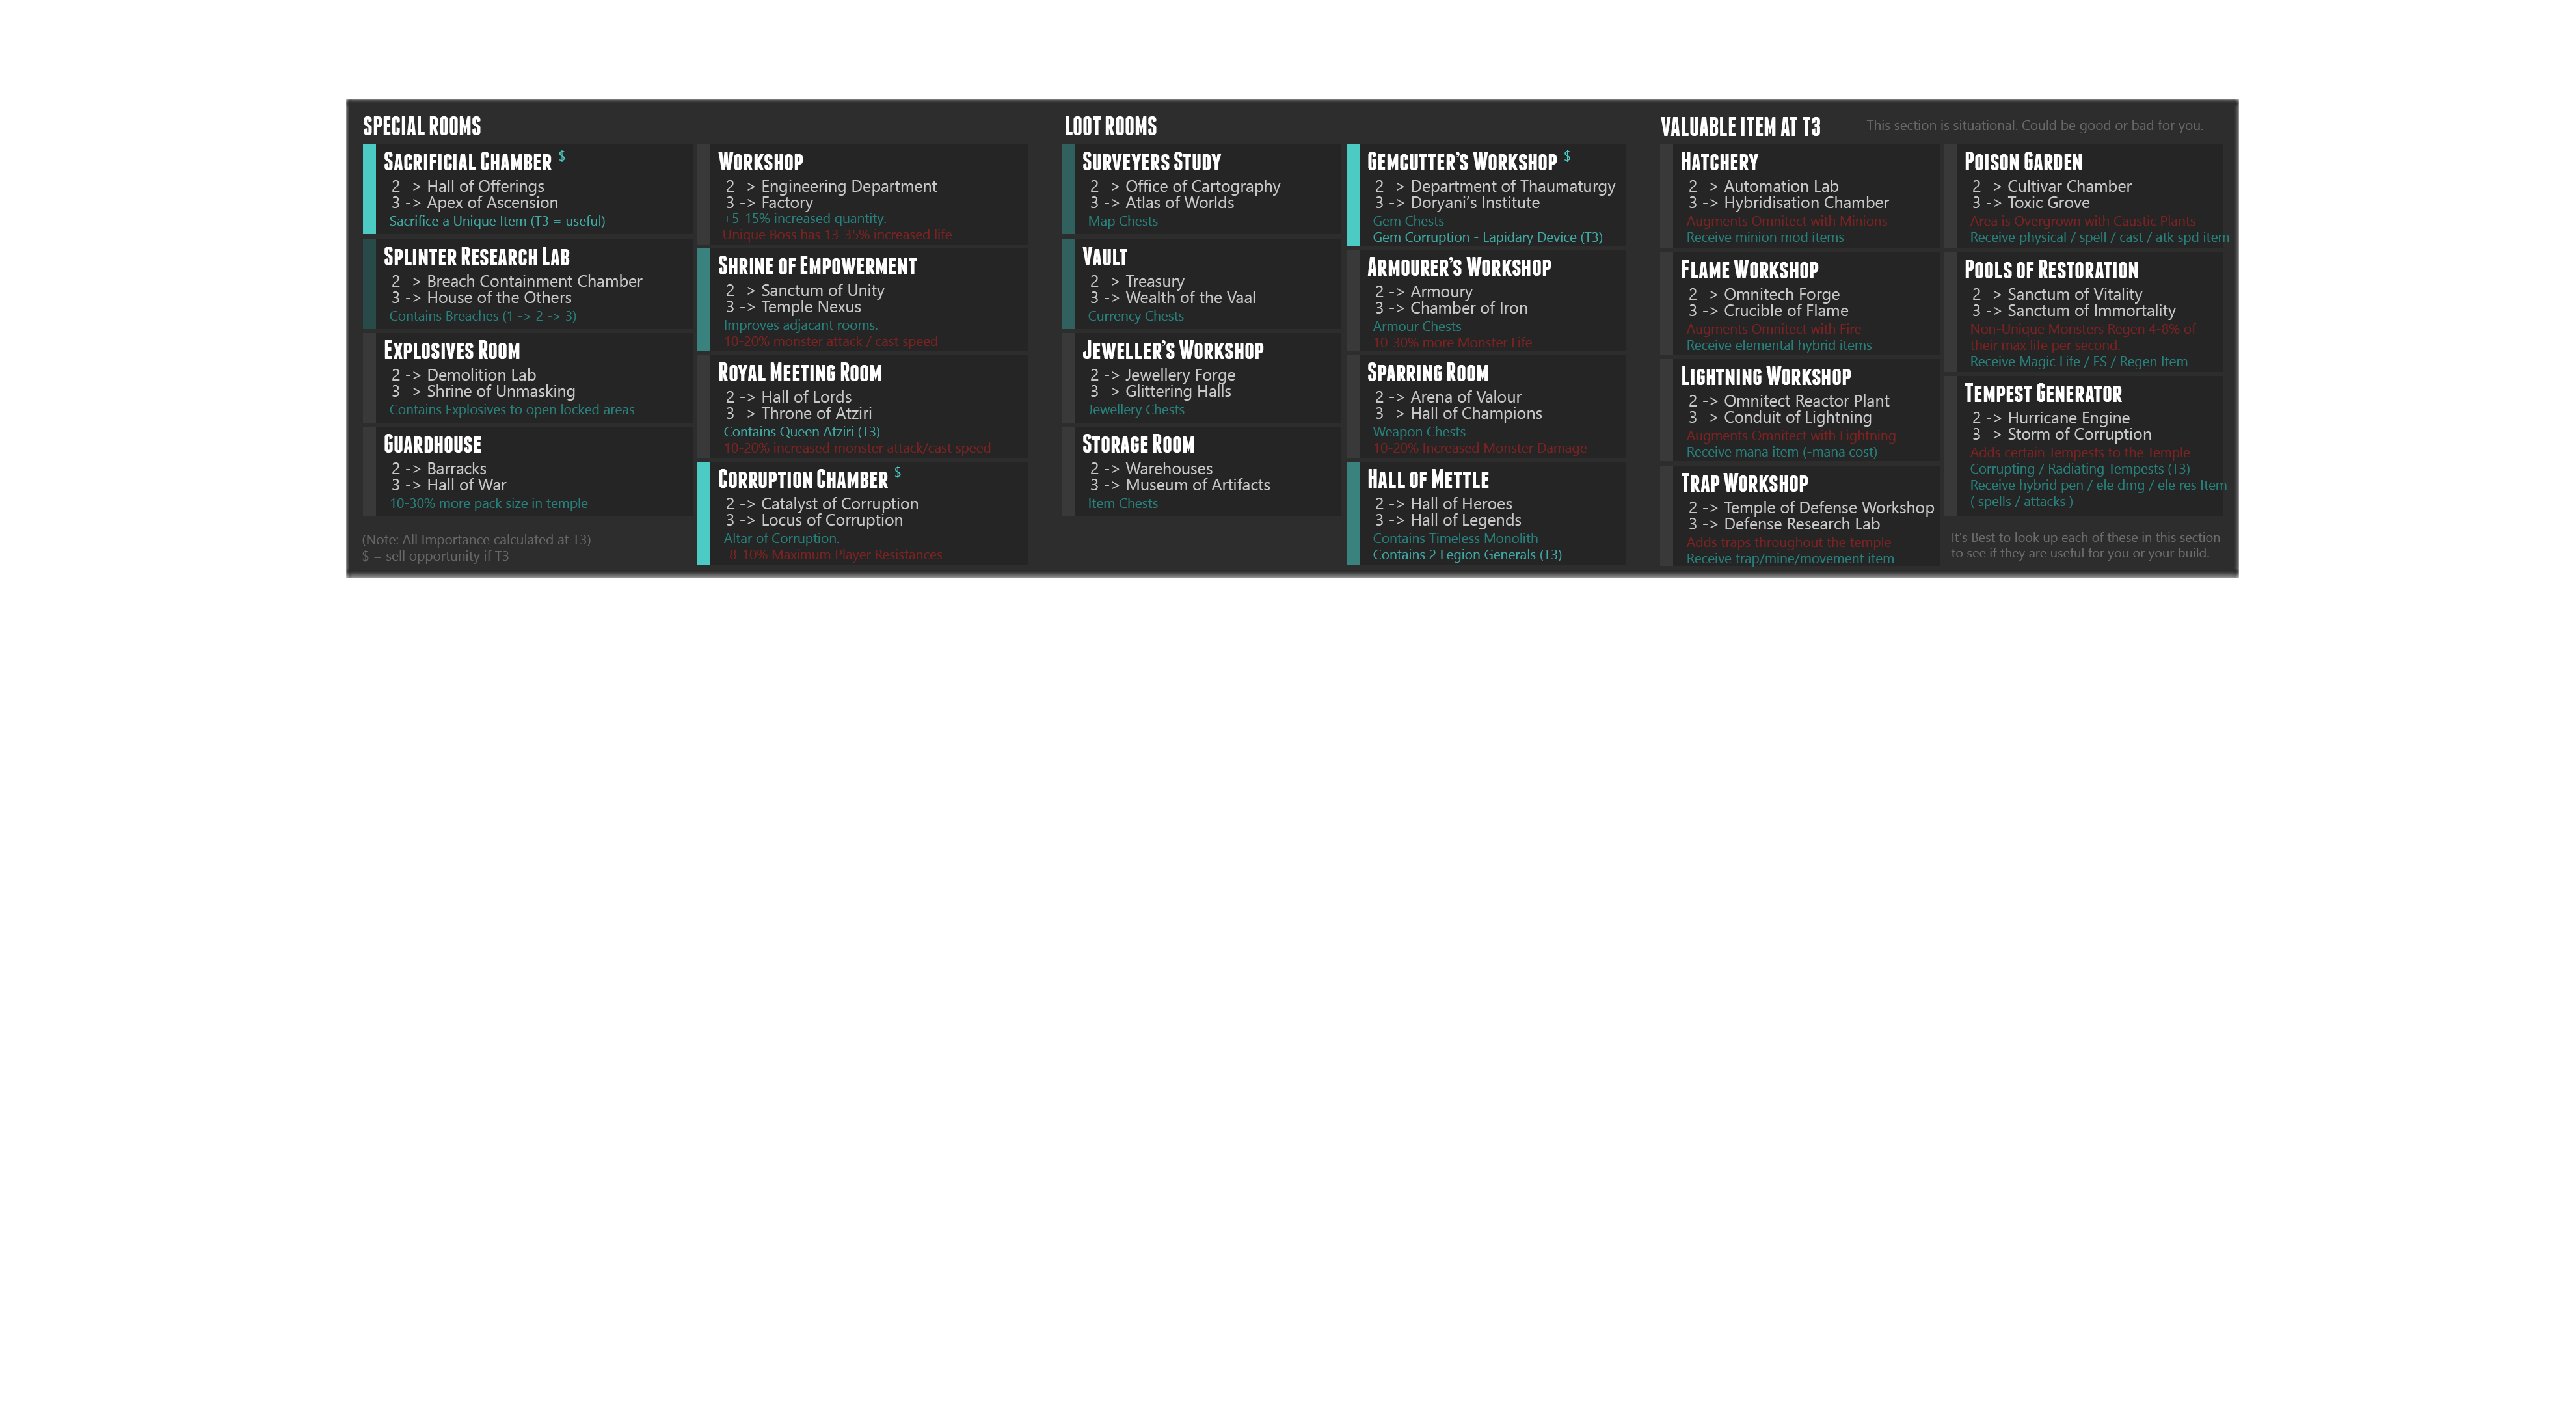 SPECIAL ROOMS
SACRIFICIAL CHAMBER $
2 -> Hall of Offerings
3 -> Apex of Ascension
Sacrifice a Unique Item (T3 = useful)
SPLINTER RESEARCH LAB
2 -> Breach Containment Chamber
3 -> House of the Others
Contains Breaches (1 -> 2 -> 3)
EXPLOSIVES ROOM
2 -> Demolition Lab
3 -> Shrine of Unmasking
Contains Explosives to open locked areas
GUARDHOUSE
2 -> Barracks
3 -> Hall of War
10-30% more pack size in temple
(Note: All Importance calculated at T3)
$ = sell opportunity if T3
WORKSHOP
2 -> Engineering Department
3 -> Factory
+5-15% increased quantity.
Unique Boss has 13-35% increased life
SHRINE OF EMPOWERMENT
2 -> Sanctum of Unity
3 -> Temple Nexus
Improves adjacant rooms.
10-20% monster attack / cast speed
ROYAL MEETING ROOM
2 -> Hall of Lords
3 -> Throne of Atziri
Contains Queen Atziri (T3)
10-20% increased monster attack/cast speed
CORRUPTION CHAMBER $
2 -> Catalyst of Corruption
3 -> Locus of Corruption
Altar of Corruption.
-8-10% Maximum Player Resistances
LOOT ROOMS
SURVEYERS STUDY
2 -> Office of Cartography
3 -> Atlas of Worlds
Map Chests
VAULT
2 -> Treasury
3 -> Wealth of the Vaal
Currency Chests
JEWELLER'S WORKSHOP
2 -> Jewellery Forge
3 -> Glittering Halls
Jewellery Chests
STORAGE ROOM
2 -> Warehouses
3 -> Museum of Artifacts
Item Chests
GEMCUTTER'S WORKSHOP $
2 -> Department of Thaumaturgy
3 -> Doryani's Institute
Gem Chests
Gem Corruption - Lapidary Device (T3)
ARMOURER'S WORKSHOP
2 -> Armoury
3 -> Chamber of Iron
Armour Chests
10-30% more Monster Life
SPARRING ROOM
2 -> Arena of Valour
3 -> Hall of Champions
Weapon Chests
10-20% Increased Monster Damage
HALL OF METTLE
2 -> Hall of Heroes
3 -> Hall of Legends
Contains Timeless Monolith
Contains 2 Legion Generals (T3)
VALUABLE ITEM AT T3
This section is situational. Could be good or bad for you.
HATCHERY
2 -> Automation Lab
3 -> Hybridisation Chamber
Augments Omnitect with Minions
Receive minion mod items
FLAME WORKSHOP
2 -> Omnitech Forge
3 -> Crucible of Flame
Augments Omnitect with Fire
Receive elemental hybrid items
LIGHTNING WORKSHOP
2 -> Omnitect Reactor Plant
3 -> Conduit of Lightning
Augments Omnitect with Lightning
Receive mana item (-mana cost)
TRAP WORKSHOP
2 -> Temple of Defense Workshop
3 -> Defense Research Lab
Adds traps throughout the temple
Receive trap/mine/movement item
POISON GARDEN
2 -> Cultivar Chamber
3 -> Toxic Grove
Area is Overgrown with Caustic Plants
Receive physical / spell / cast / atk spd item
POOLS OF RESTORATION
2 -> Sanctum of Vitality
3 -> Sanctum of Immortality
Non-Unique Monsters Regen 4-8% of
their max life per second.
Receive Magic Life / ES / Regen Item
TEMPEST GENERATOR
2 -> Hurricane Engine
3 -> Storm of Corruption
Adds certain Tempests to the Temple
Corrupting / Radiating Tempests (T3)
Receive hybrid pen / ele dmg / ele res Item
( spells / attacks )
It's Best to look up each of these in this section
to see if they are useful for you or your build.